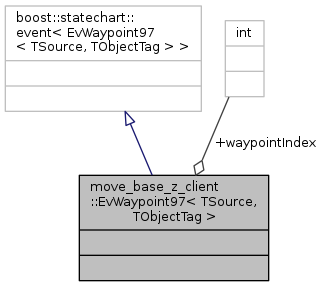 boost::statechart::
event< EvWaypoint97
< TSource, TObjectTag > >
int
+waypointIndex
move_base_z_client
::EvWaypoint97< TSource,
TObjectTag >